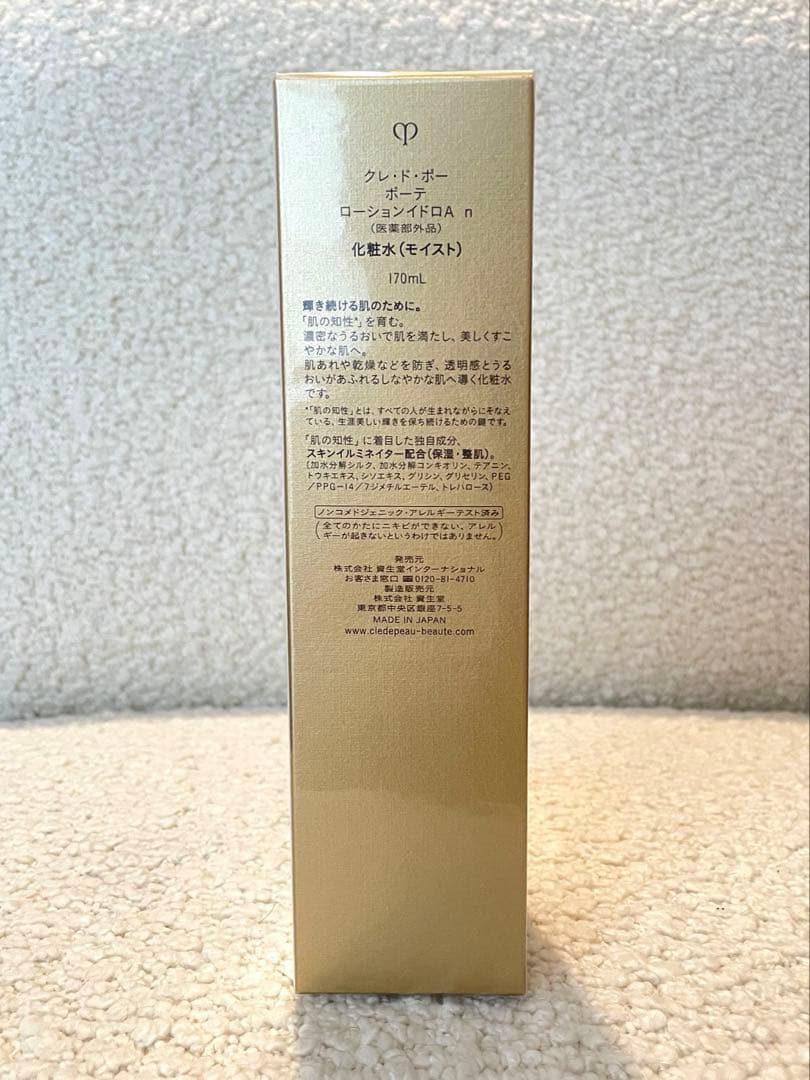 クレ・ド・ポー
ボーテ
ローションイドロA n
(医薬部外品)
化粧水(モイスト)
170mL
輝き続ける肌のために。
「肌の知性*」を育む。
濃密なうるおいで肌を満たし、美しくすこ
やかな肌へ。
肌あれや乾燥などを防ぎ、透明感とうる
おいがあふれるしなやかな肌へ導く化粧水
です。
*「肌の知性」とは、すべての人が生まれながらにそなえ
ている、生涯美しい輝きを保ち続けるための鍵です。
「肌の知性」に着目した独自成分、
スキンイルミネイター配合(保湿・整肌)。
(加水分解シルク、加水分解コンキオリン、テアニン、
トウキエキス、シソエキス、グリシン、グリセリン、PEG
/PPG-14/7ジメチルエーテル、トレハロース)
ノンコメドジェニック・アレルギーテスト済み
(全てのかたにニキビができない、アレル
ギーが起きないというわけではありません。)
発売元
株式会社 資生堂インターナショナル
お客さま窓口 0120-81-4710
製造販売元
株式会社 資生堂
東京都中央区銀座7-5-5
MADE IN JAPAN
www.cledepeau-beaute.com